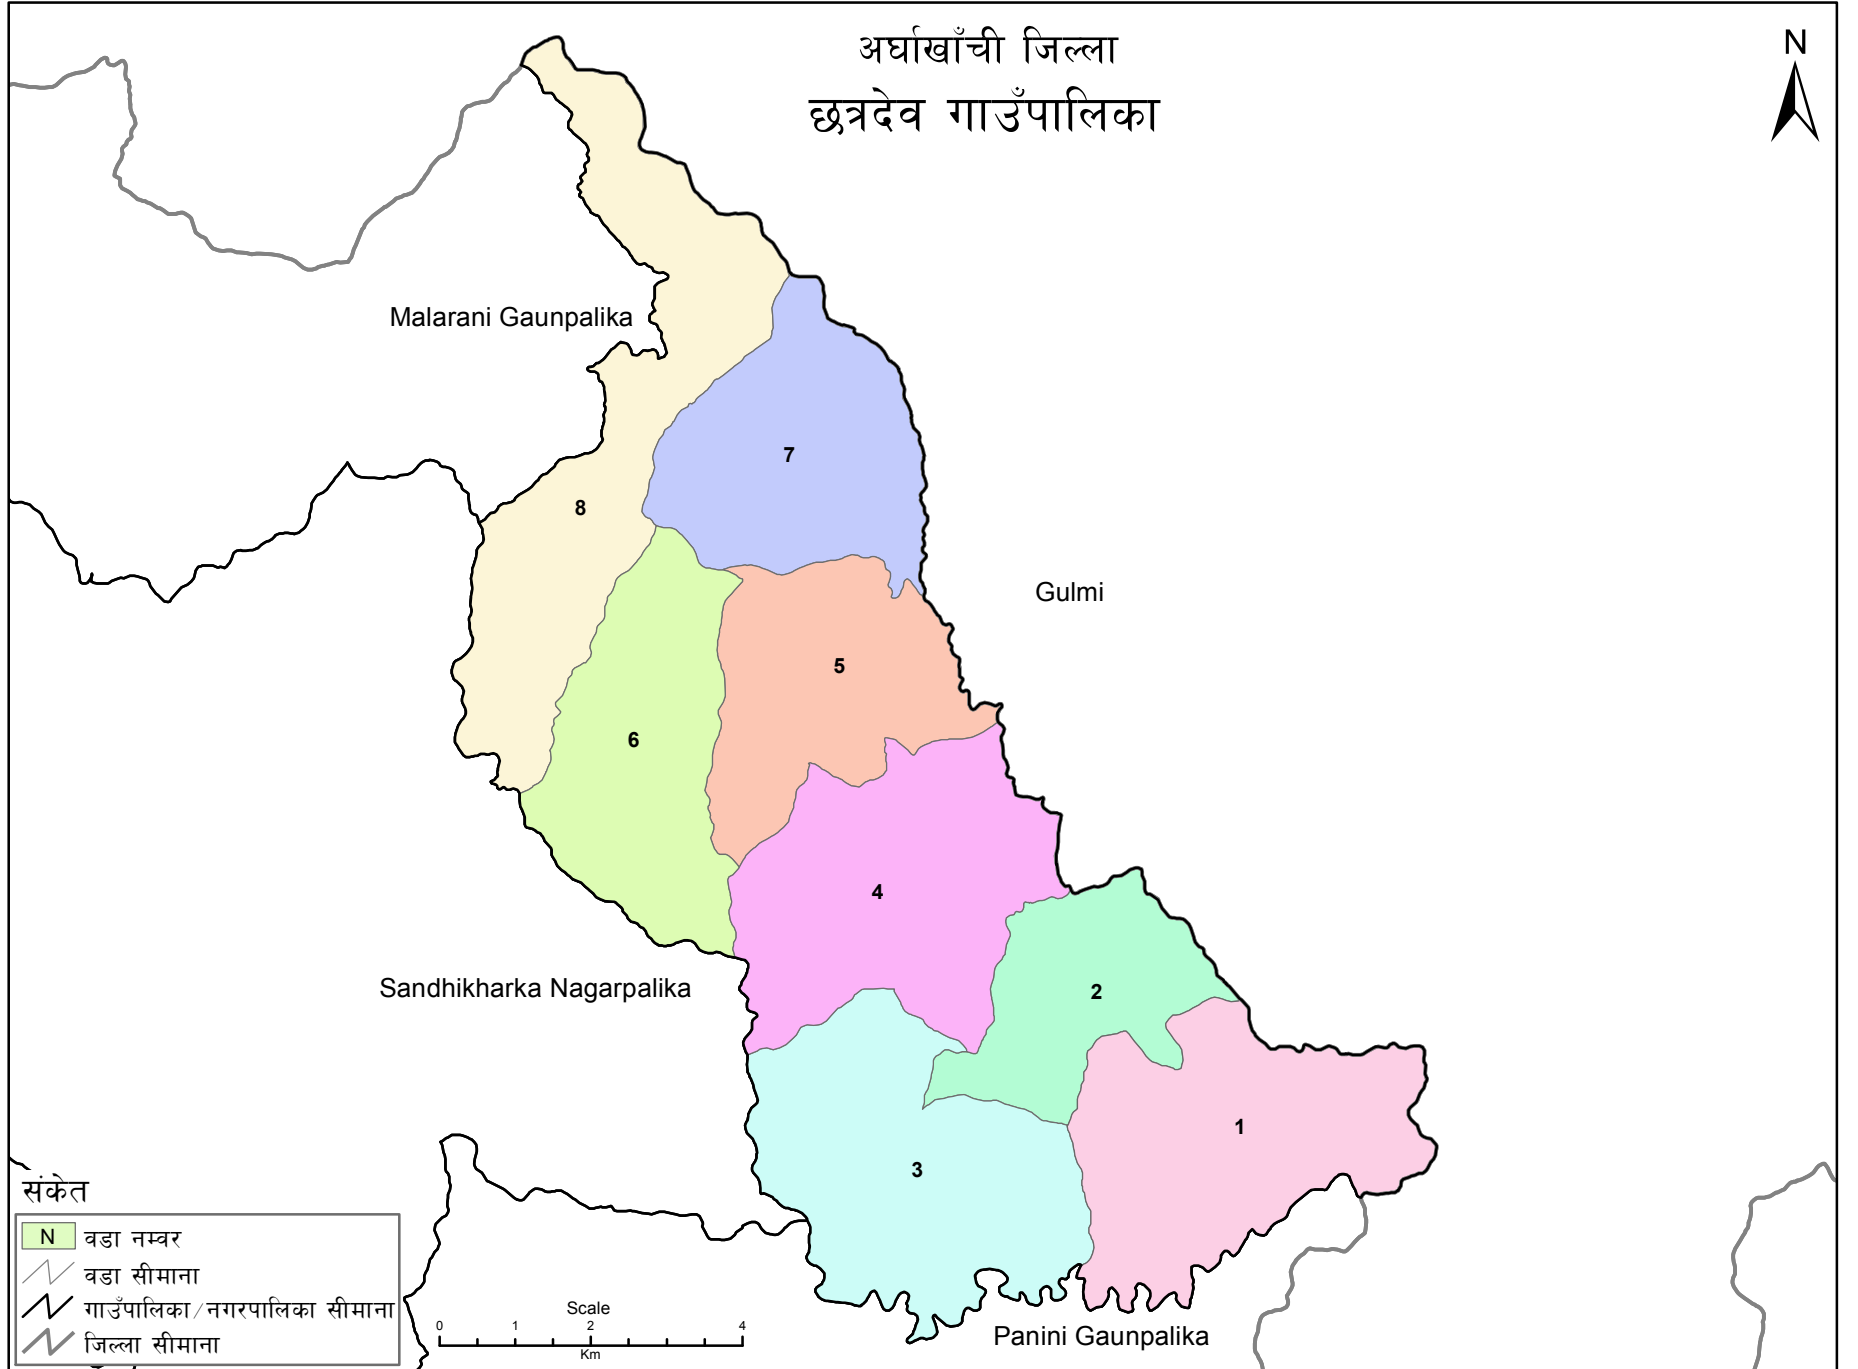 अर्घाखाँची जिल्ला
छत्रदेव गाउँपालिका
N
Malarani Gaunpalika
7
8
Gulmi
5
6
4
Sandhikharka Nagarpalika
2
1
3
संकेत
N वडा नम्वर
वडा सीमाना
गाउँपालिका/नगरपालिका सीमाना
जिल्ला सीमाना
Scale
0 1 2 4
Km
Panini Gaunpalika